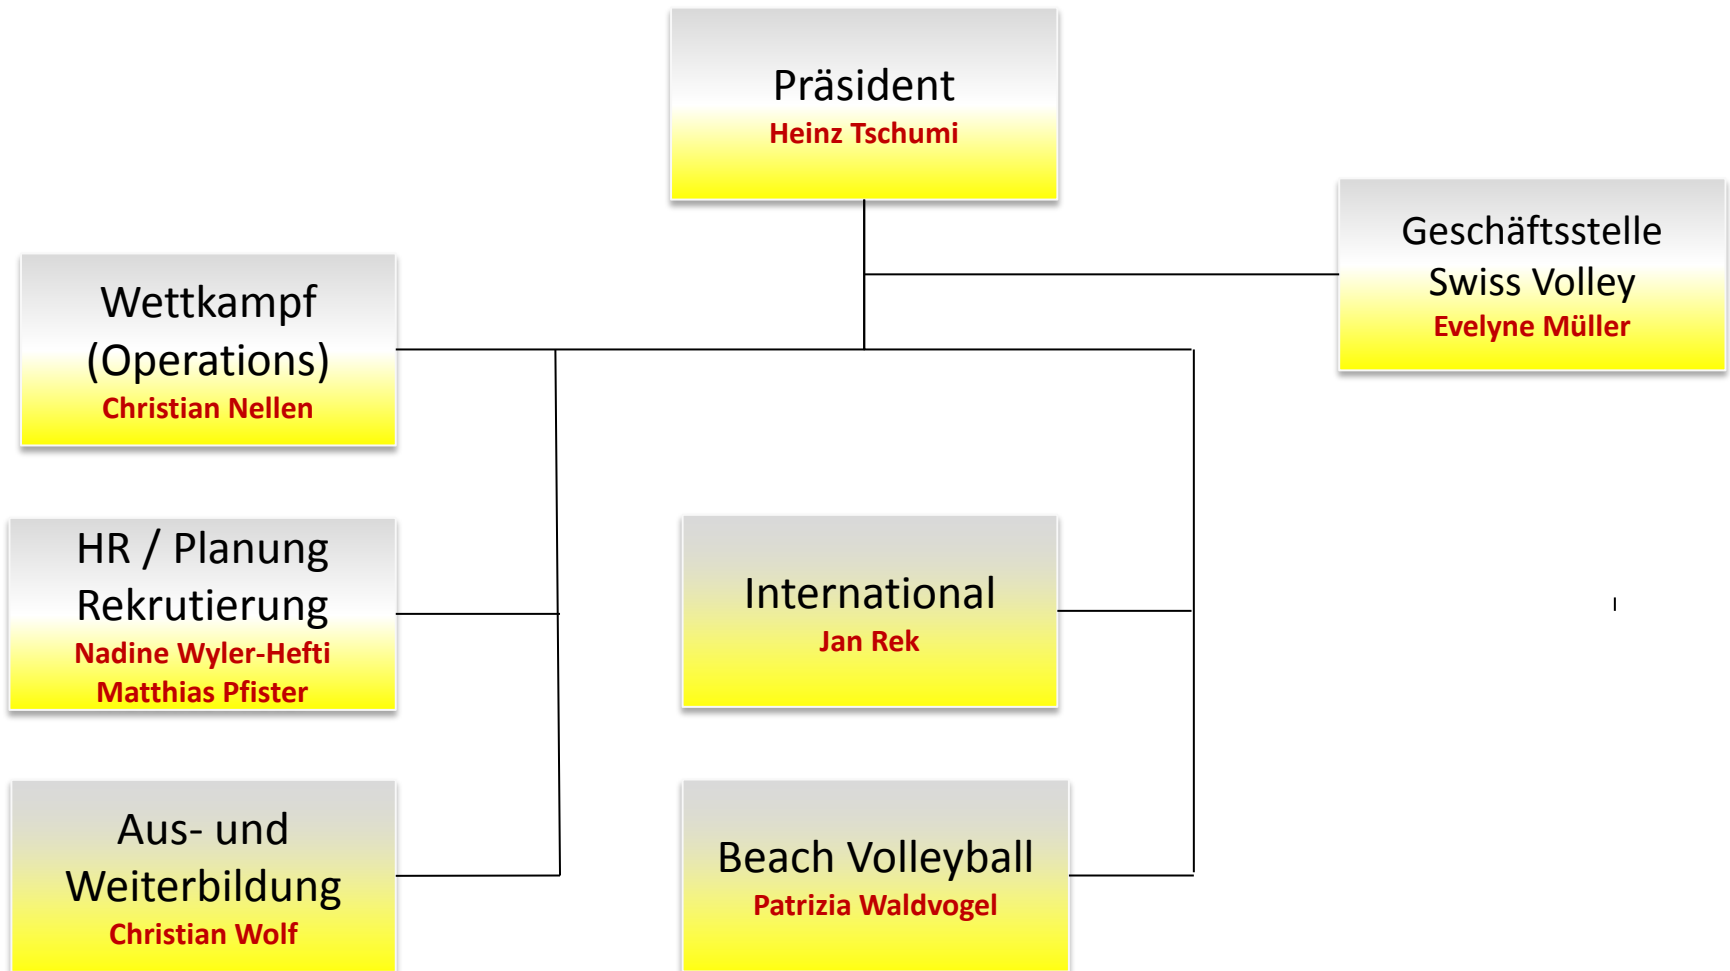 Präsident
Heinz Tschumi
Geschäftsstelle
Swiss Volley
Evelyne Müller
Wettkampf
(Operations)
Christian Nellen
HR / Planung
Rekrutierung
Nadine Wyler-Hefti
Matthias Pfister
International
Jan Rek
Aus- und
Weiterbildung
Christian Wolf
Beach Volleyball
Patrizia Waldvogel